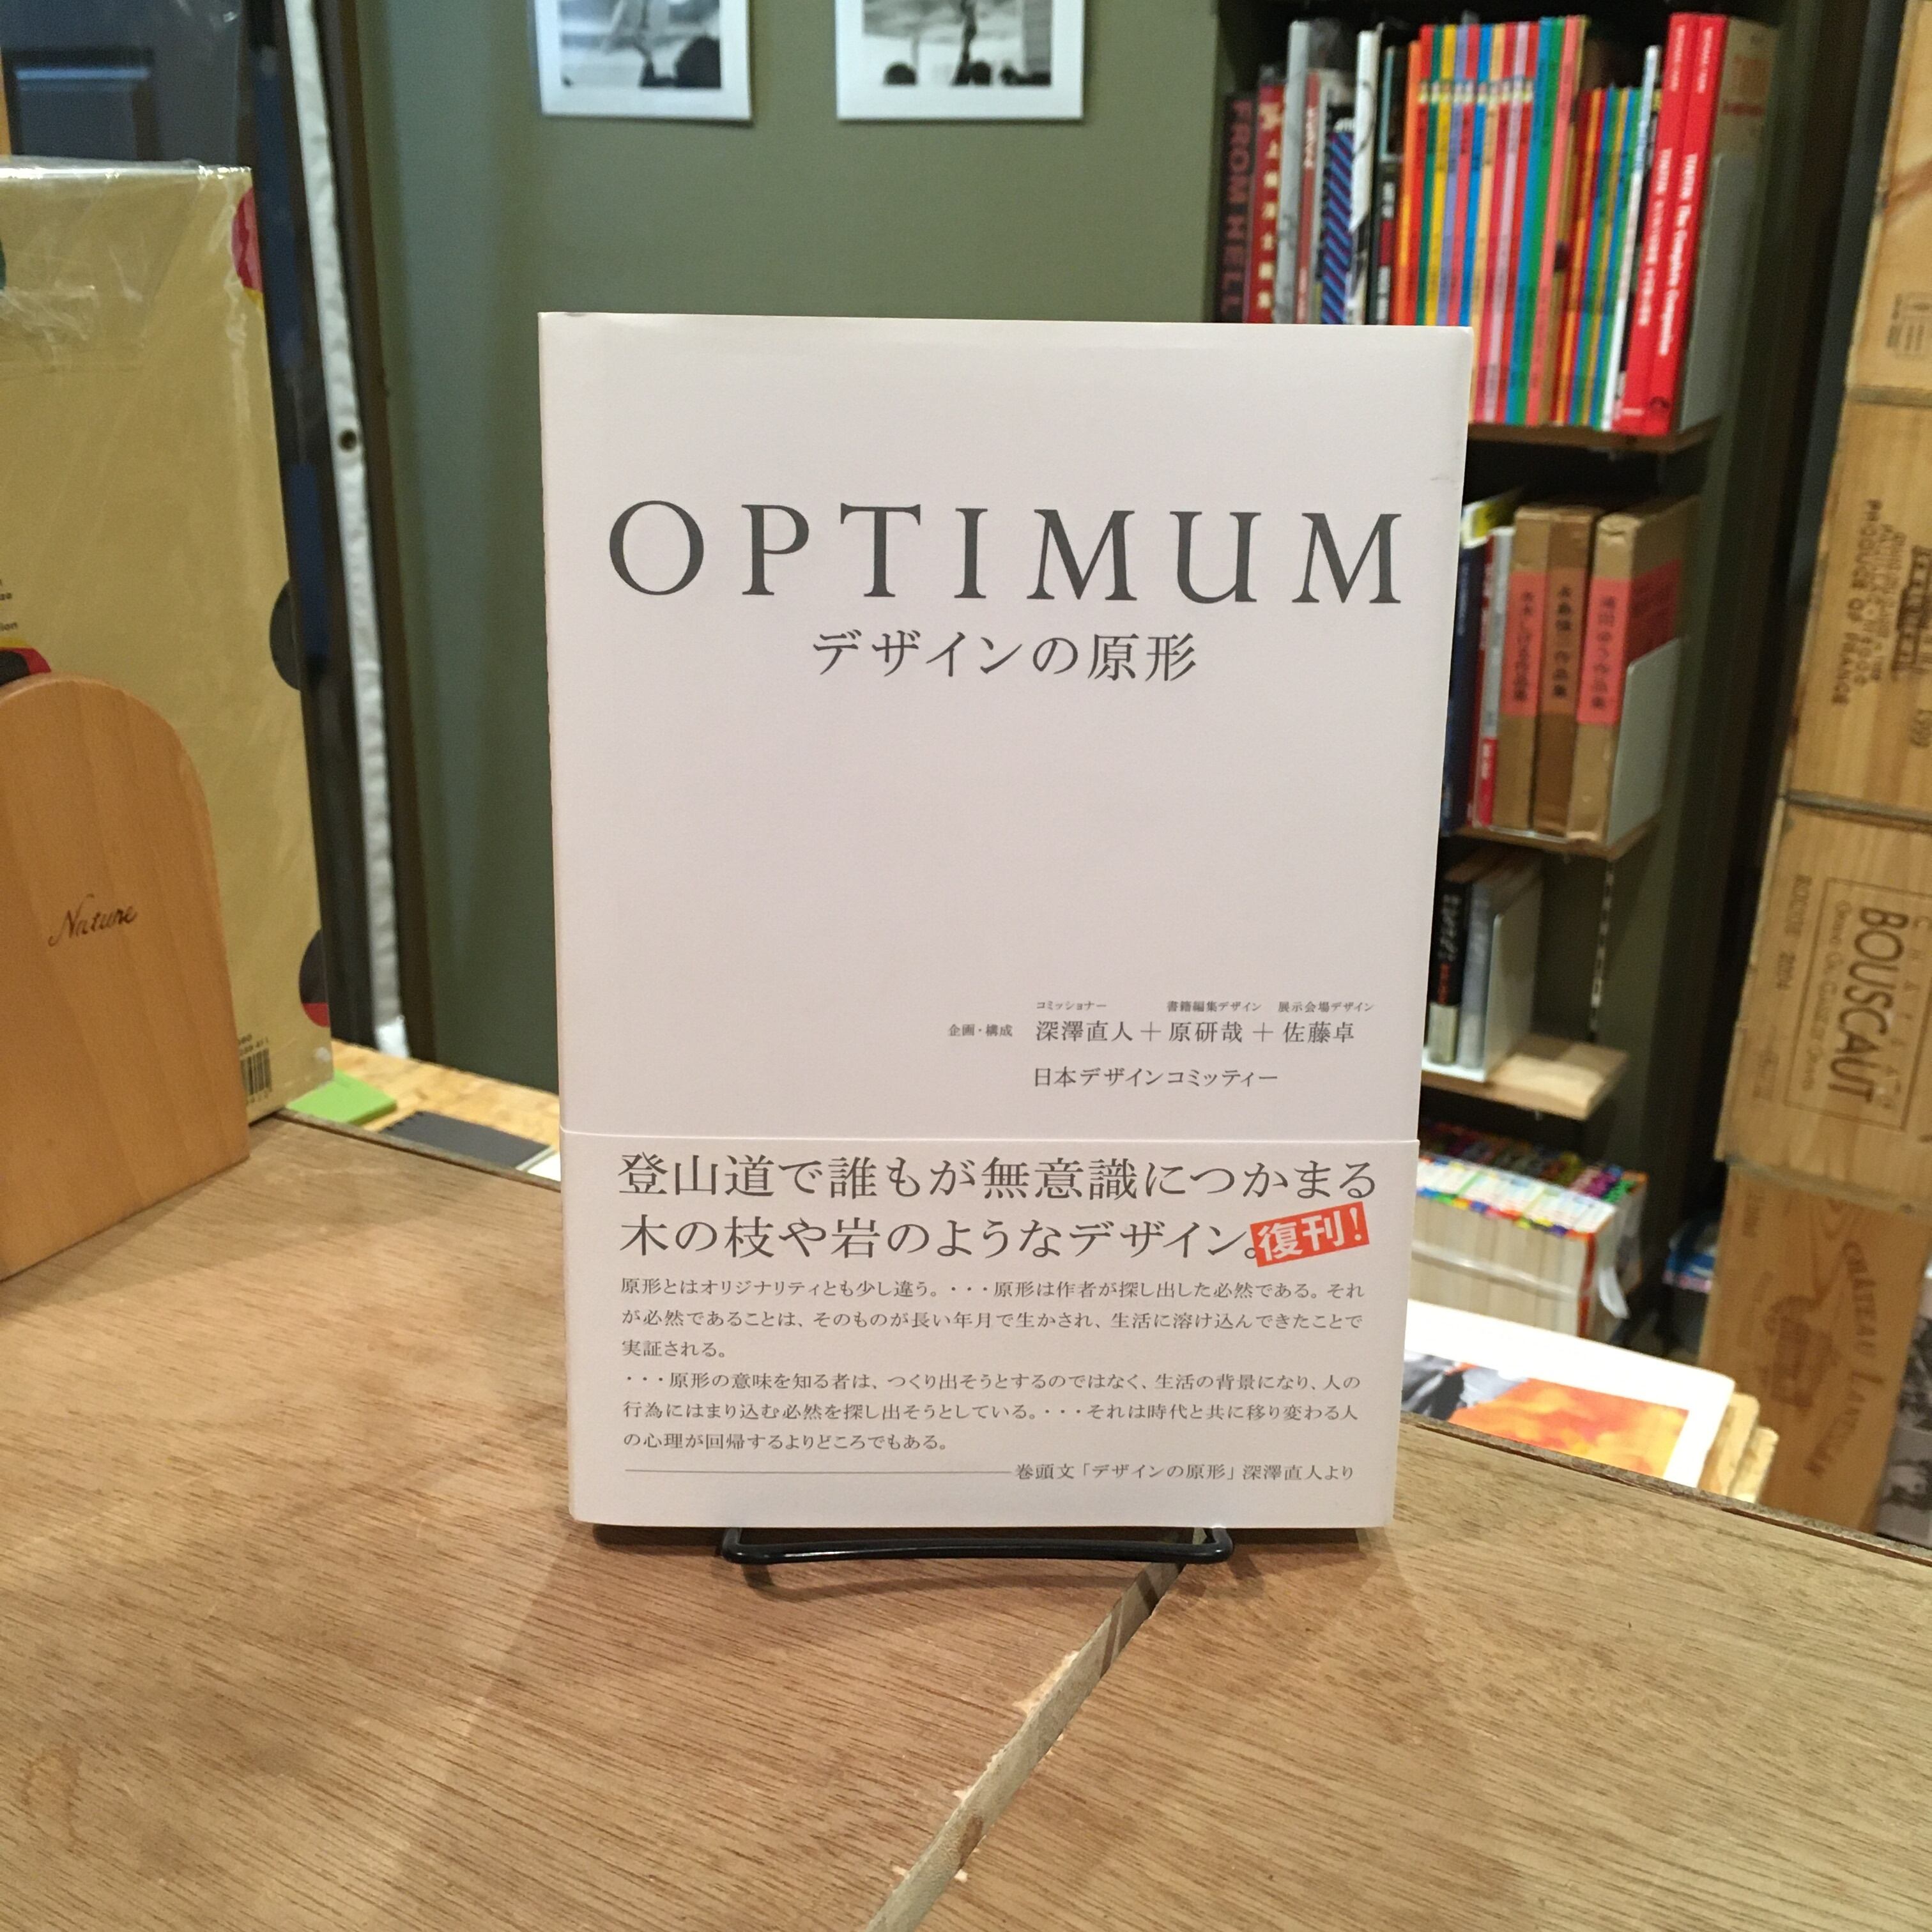 OPTIMUM
デザインの原形
コミッショナー 書籍編集デザイン 展示会場デザイン
企画・構成 深澤直人＋原研哉＋佐藤卓
日本デザインコミッティー
登山道で誰もが無意識につかまる
木の枝や岩のようなデザイン。
復刊！
原形とはオリジナリティとも少し違う。・・・原形は作者が探し出した必然である。それ
が必然であることは、そのものが長い年月で生かされ、生活に溶け込んできたことで
実証される。
・・・原形の意味を知る者は、つくり出そうとするのではなく、生活の背景になり、人の
行為にはまり込む必然を探し出そうとしている。・・・それは時代と共に移り変わる人
の心理が回帰するよりどころでもある。
巻頭文「デザインの原形」深澤直人より
Nature
FROM HELL
TINTIN The Complete Companion
PRODUCE OF FRANCE
BOUSCAUT